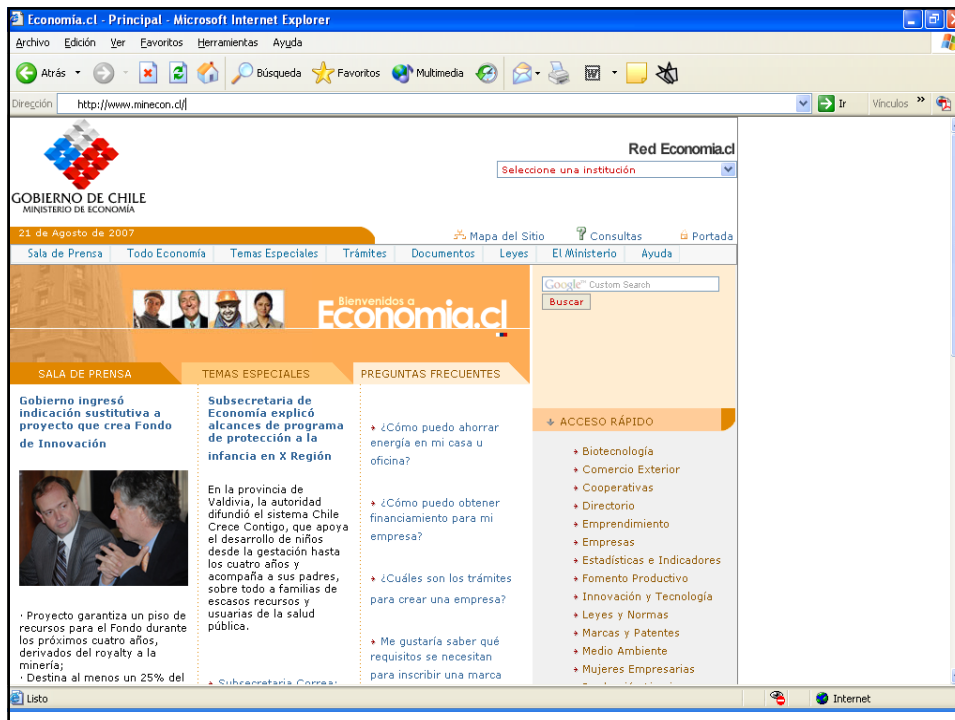 Economia.cl - Principal - Microsoft Internet Explorer
Archivo Edición Ver Favoritos Herramientas Ayuda
Atrás Búsqueda Favoritos Multimedia
Dirección http://www.minecon.cl/ Ir Vínculos »
Red Economia.cl
Seleccione una institución
GOBIERNO DE CHILE
MINISTERIO DE ECONOMÍA
21 de Agosto de 2007
Mapa del Sitio Consultas Portada
Sala de Prensa Todo Economía Temas Especiales Trámites Documentos Leyes El Ministerio Ayuda
Bienvenidos a
Economia.cl
Google™ Custom Search
Buscar
SALA DE PRENSA
Gobierno ingresó
indicación sustitutiva a
proyecto que crea Fondo
de Innovación
· Proyecto garantiza un piso de
recursos para el Fondo durante
los próximos cuatro años,
derivados del royalty a la
minería;
· Destina al menos un 25% del
TEMAS ESPECIALES
Subsecretaria de
Economía explicó
alcances de programa
de protección a la
infancia en X Región
En la provincia de
Valdivia, la autoridad
difundió el sistema Chile
Crece Contigo, que apoya
el desarrollo de niños
desde la gestación hasta
los cuatro años y
acompaña a sus padres,
sobre todo a familias de
escasos recursos y
usuarias de la salud
pública.
Subsecretaria Correa:
PREGUNTAS FRECUENTES
¿Cómo puedo ahorrar
energía en mi casa u
oficina?
¿Cómo puedo obtener
financiamiento para mi
empresa?
¿Cuáles son los trámites
para crear una empresa?
Me gustaría saber qué
requisitos se necesitan
para inscribir una marca
ACCESO RÁPIDO
Biotecnología
Comercio Exterior
Cooperativas
Directorio
Emprendimiento
Empresas
Estadísticas e Indicadores
Fomento Productivo
Innovación y Tecnología
Leyes y Normas
Marcas y Patentes
Medio Ambiente
Mujeres Empresarias
Listo Internet